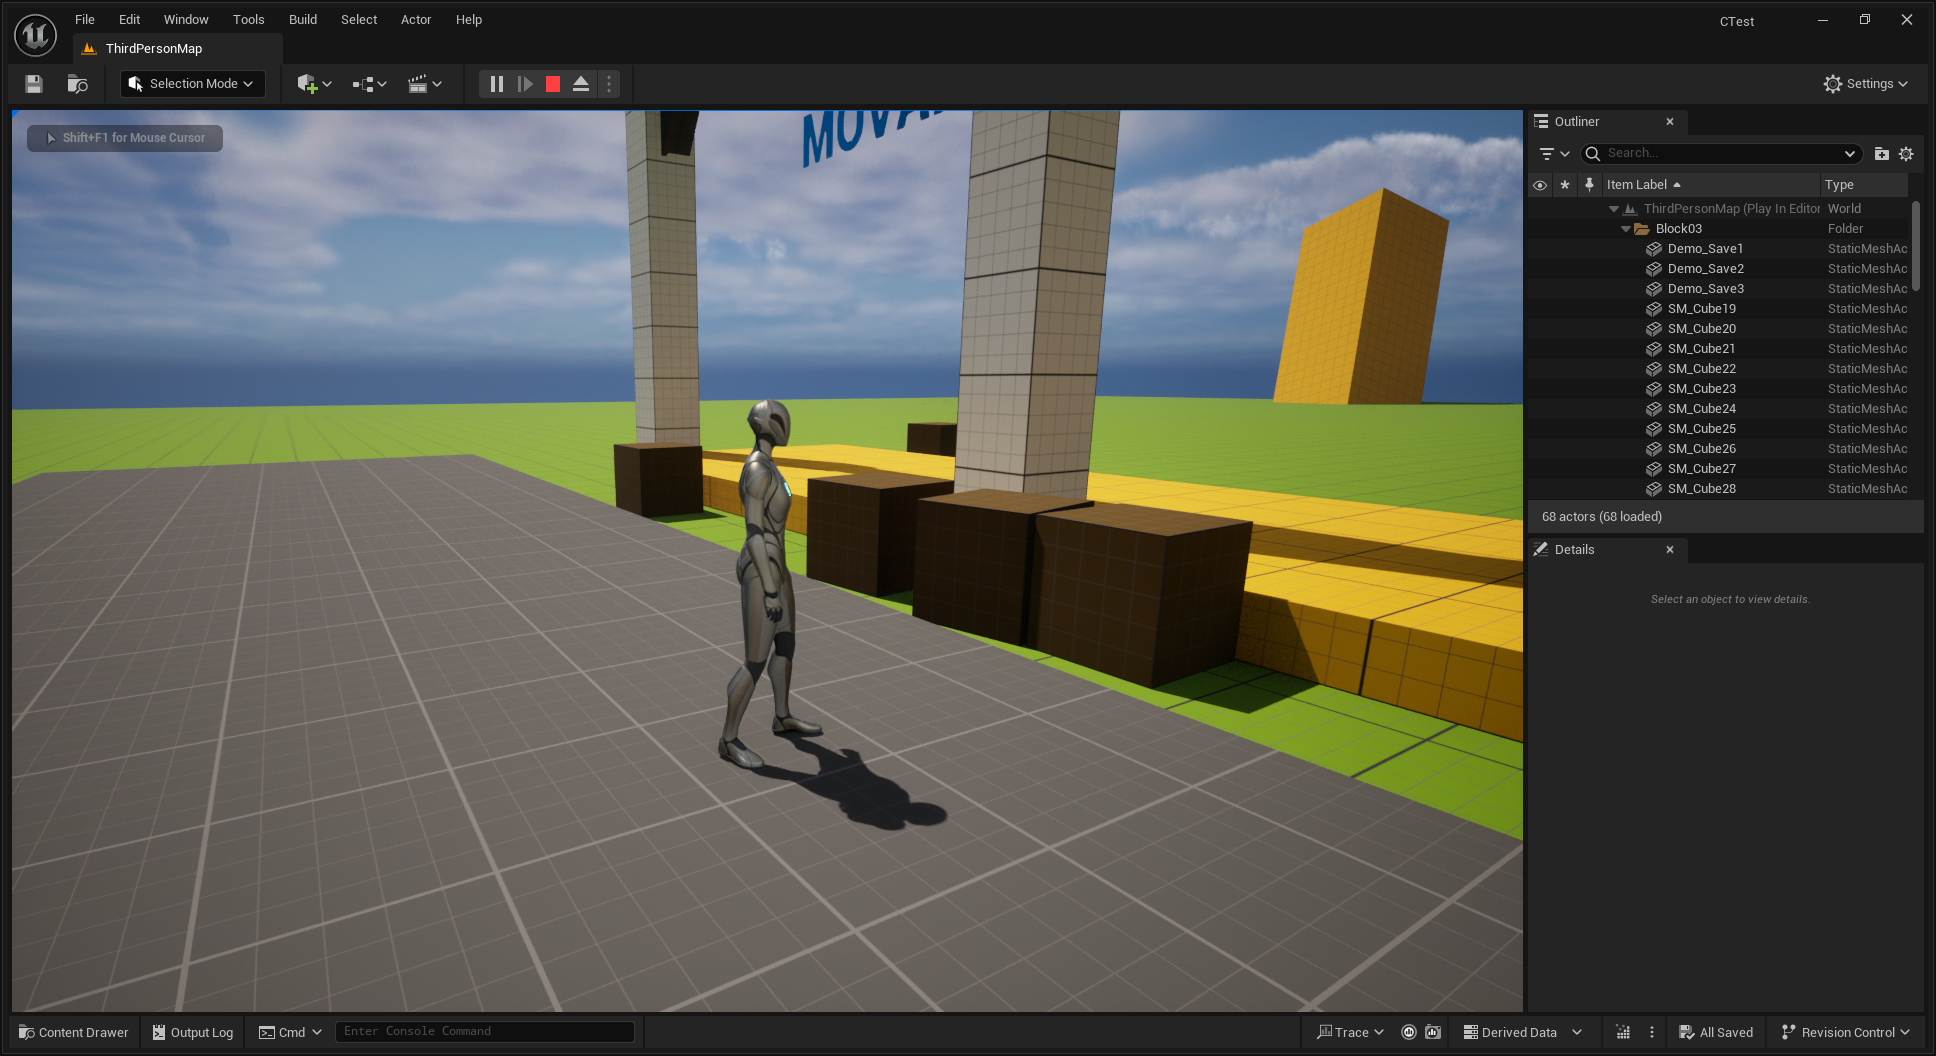 File Edit Window Tools Build Select Actor Help
CTest
ThirdPersonMap
Selection Mode
Settings
Shift+F1 for Mouse Cursor
Outliner
Search...
Item Label Type
ThirdPersonMap (Play In Editor World
Block03 Folder
Demo_Save1 StaticMeshAc
Demo_Save2 StaticMeshAc
Demo_Save3 StaticMeshAc
SM_Cube19 StaticMeshAc
SM_Cube20 StaticMeshAc
SM_Cube21 StaticMeshAc
SM_Cube22 StaticMeshAc
SM_Cube23 StaticMeshAc
SM_Cube24 StaticMeshAc
SM_Cube25 StaticMeshAc
SM_Cube26 StaticMeshAc
SM_Cube27 StaticMeshAc
SM_Cube28 StaticMeshAc
68 actors (68 loaded)
Details
Select an object to view details.
Content Drawer Output Log Cmd Enter Console Command
Trace Derived Data All Saved Revision Control